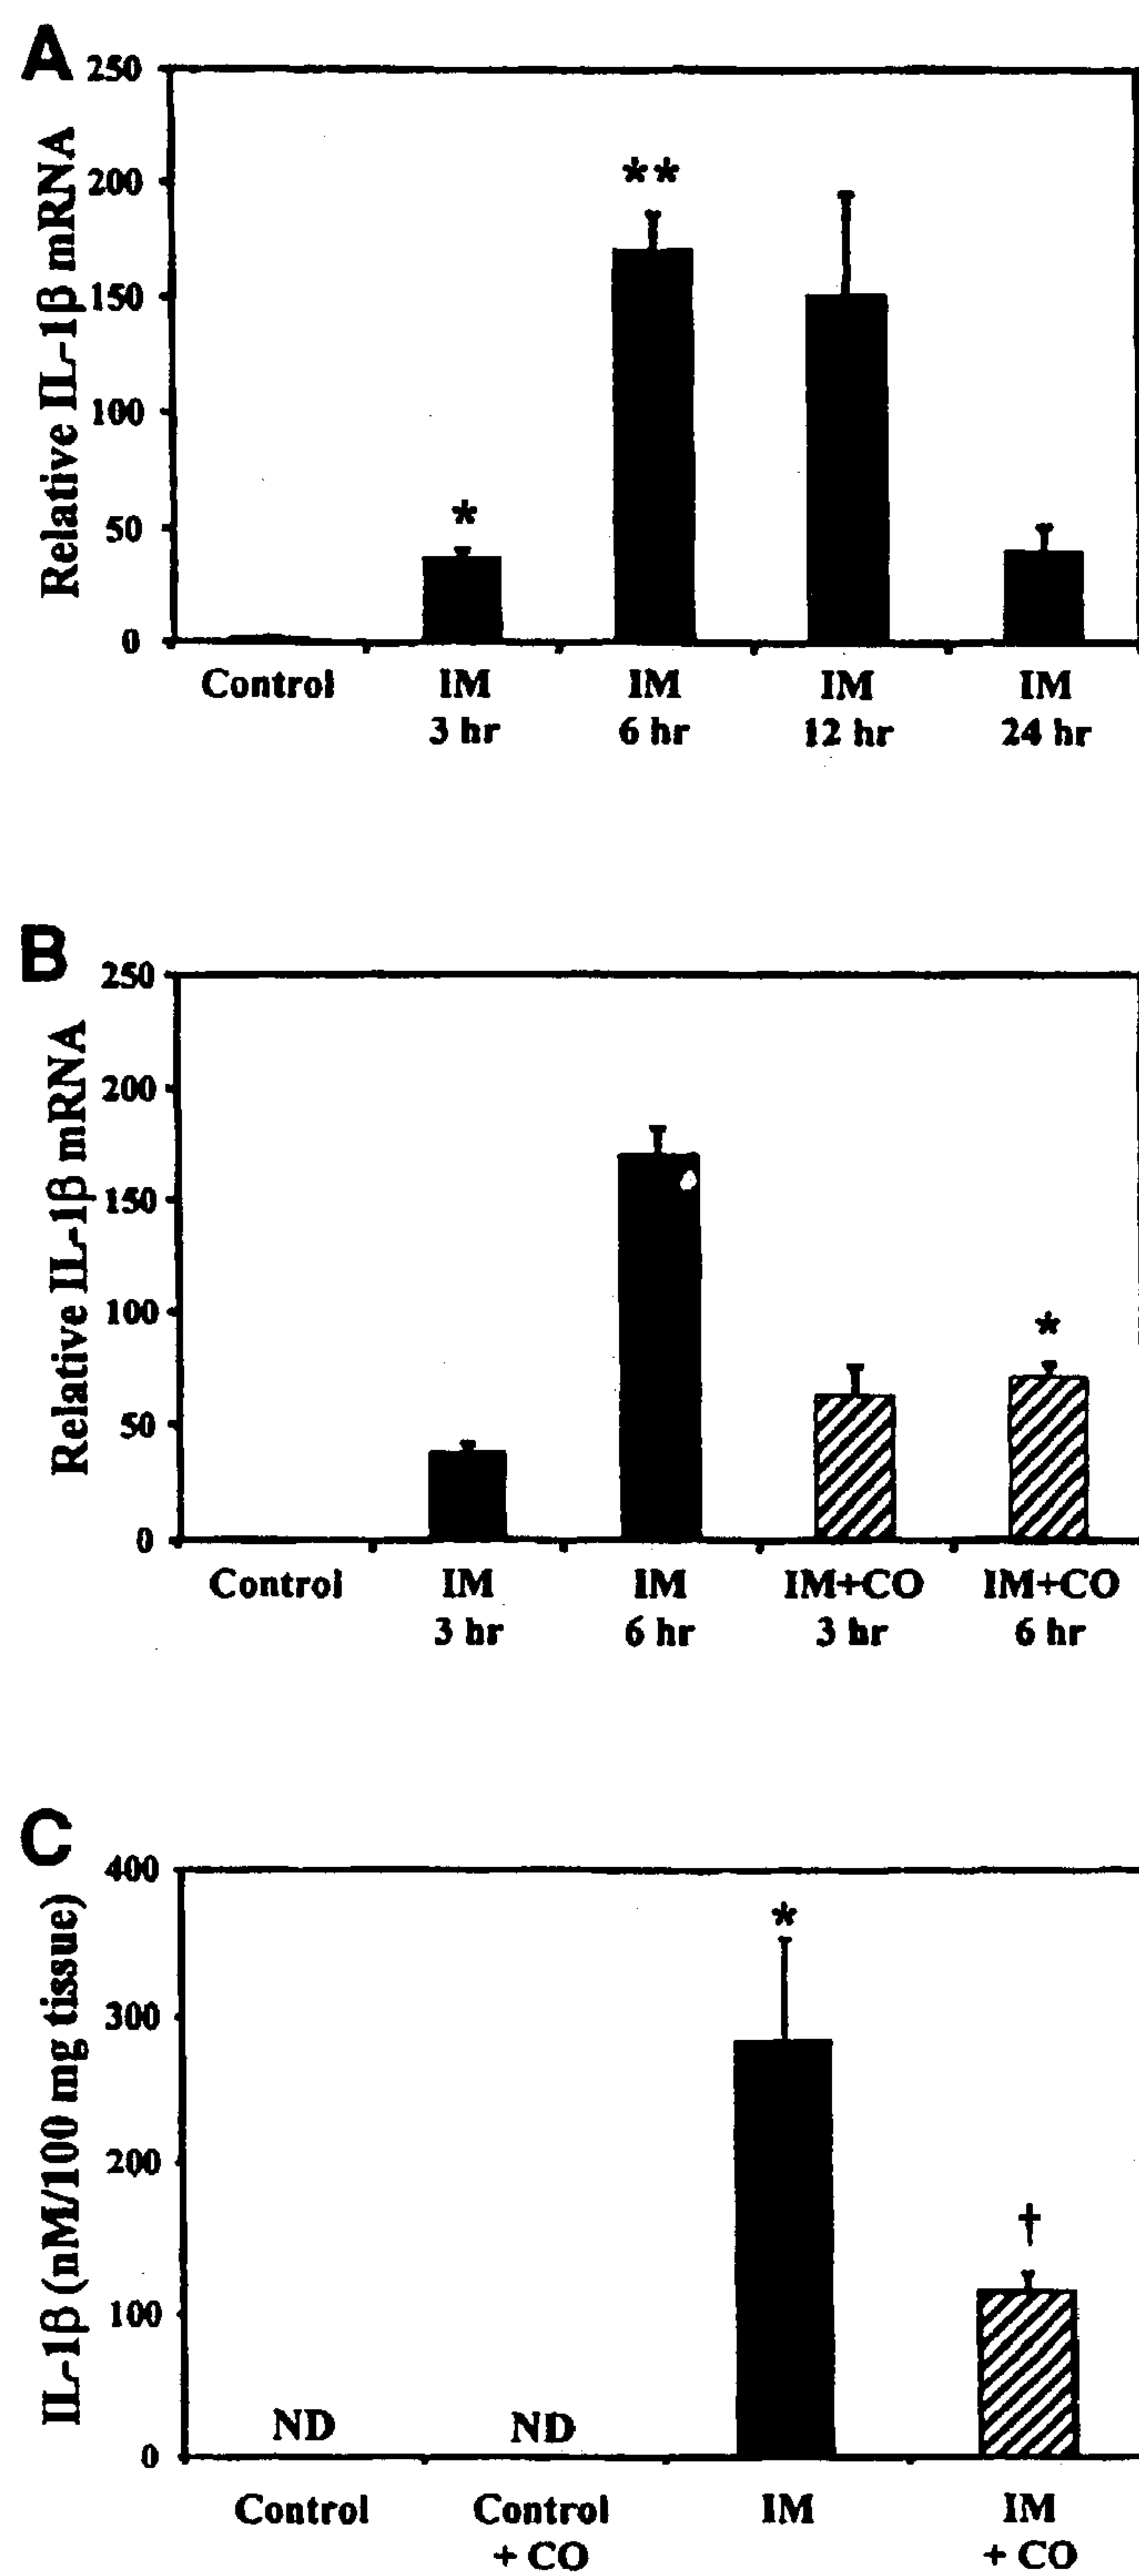 A
Relative IL-1β mRNA
250
200
150
100
50
0
*
**
Control
IM
3 hr
IM
6 hr
IM
12 hr
IM
24 hr
B
Relative IL-1β mRNA
250
200
150
100
50
0
*
Control
IM
3 hr
IM
6 hr
IM+CO
3 hr
IM+CO
6 hr
C
IL-1β (nM/100 mg tissue)
400
300
200
100
0
ND
ND
*
†
Control
Control
+ CO
IM
IM
+ CO